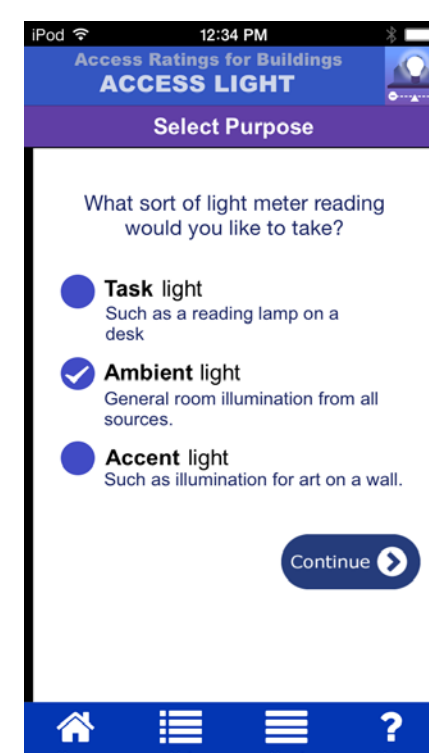 iPod 12:34 PM
Access Ratings for Buildings
ACCESS LIGHT
Select Purpose
What sort of light meter reading
would you like to take?
Task light
Such as a reading lamp on a
desk
Ambient light
General room illumination from all
sources.
Accent light
Such as illumination for art on a wall.
Continue
?